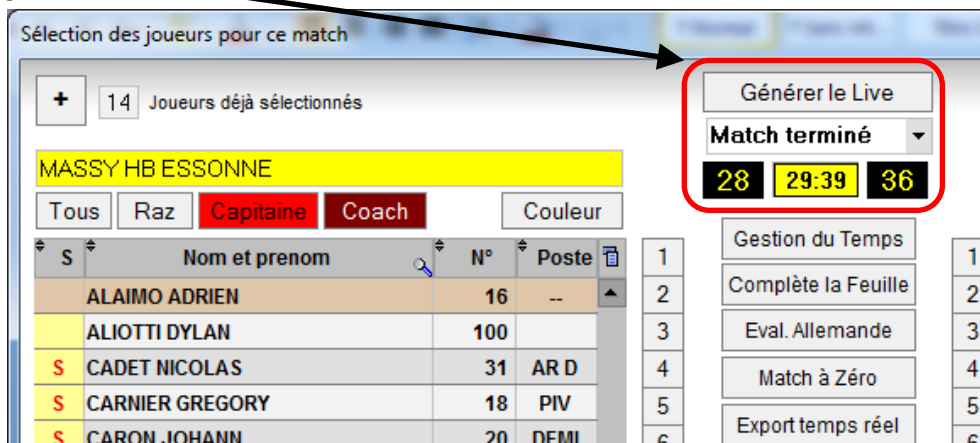 Sélection des joueurs pour ce match
+ 14 Joueurs déjà sélectionnés
Générer le Live
Match terminé
28 29:39 36
MASSY HB ESSONNE
Tous Raz Capitaine Coach Couleur
Gestion du Temps
S Nom et prenom N° Poste 1 1
ALAIMO ADRIEN 16 -- 2 Complète la Feuille 2
ALIOTTI DYLAN 100 3 Eval. Allemande 3
S CADET NICOLAS 31 AR D 4 Match à Zéro 4
S CARNIER GREGORY 18 PIV 5 Export temps réel 5
S CARON JOHANN 20 DEMI 6 6